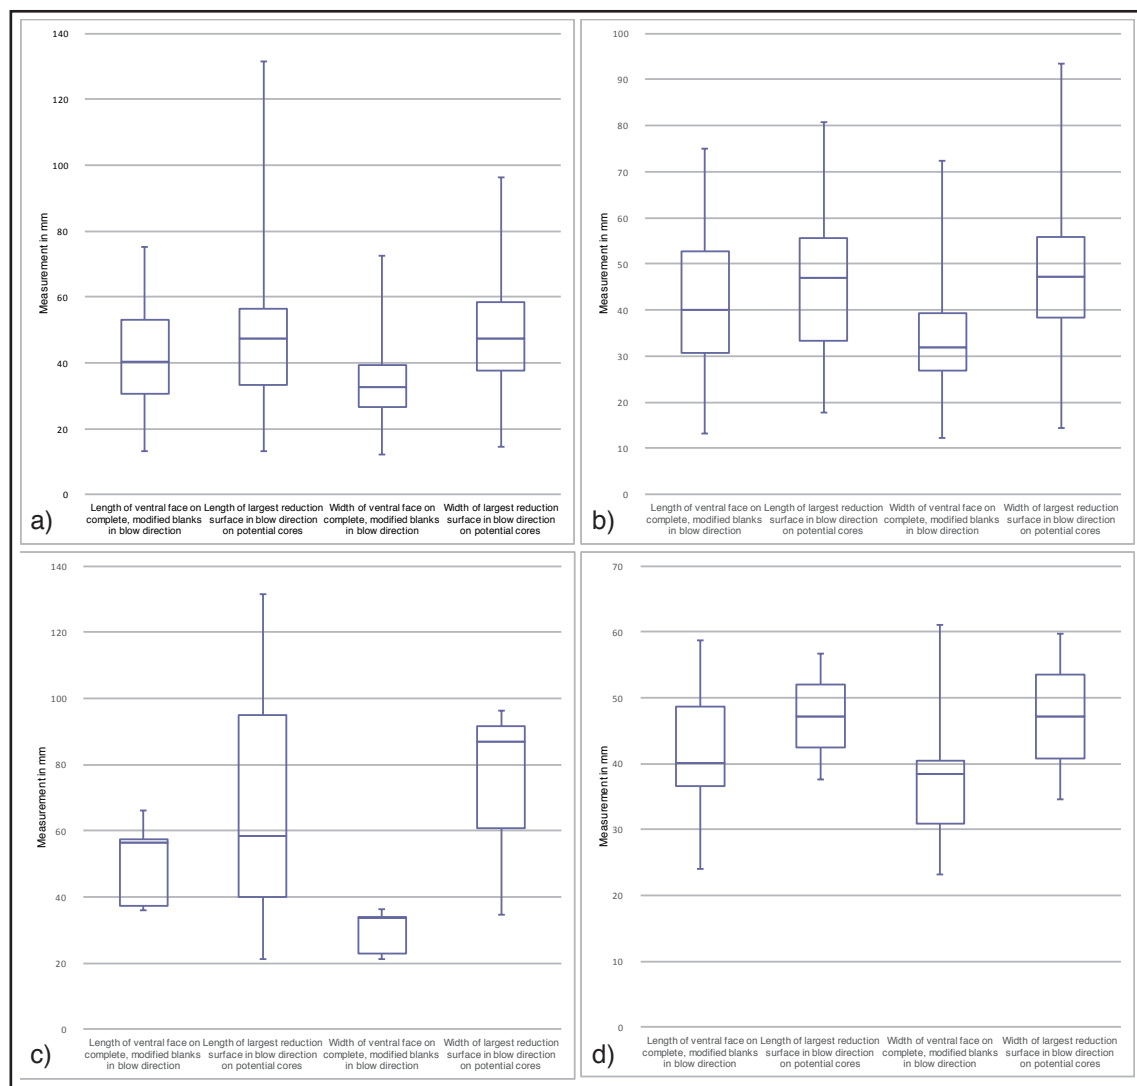 140
120
100
80
60
40
20
0
Measurement in mm
Length of ventral face on
complete, modified blanks
in blow direction
Length of largest reduction
surface in blow direction
on potential cores
Width of ventral face on
complete, modified blanks
in blow direction
Width of largest reduction
surface in blow direction
on potential cores
a)
100
90
80
70
60
50
40
30
20
10
0
Measurement in mm
Length of ventral face on
complete, modified blanks
in blow direction
Length of largest reduction
surface in blow direction
on potential cores
Width of ventral face on
complete, modified blanks
in blow direction
Width of largest reduction
surface in blow direction
on potential cores
b)
140
120
100
80
60
40
20
0
Measurement in mm
Length of ventral face on
complete, modified blanks
in blow direction
Length of largest reduction
surface in blow direction
on potential cores
Width of ventral face on
complete, modified blanks
in blow direction
Width of largest reduction
surface in blow direction
on potential cores
c)
70
60
50
40
30
20
10
0
Measurement in mm
Length of ventral face on
complete, modified blanks
in blow direction
Length of largest reduction
surface in blow direction
on potential cores
Width of ventral face on
complete, modified blanks
in blow direction
Width of largest reduction
surface in blow direction
on potential cores
d)